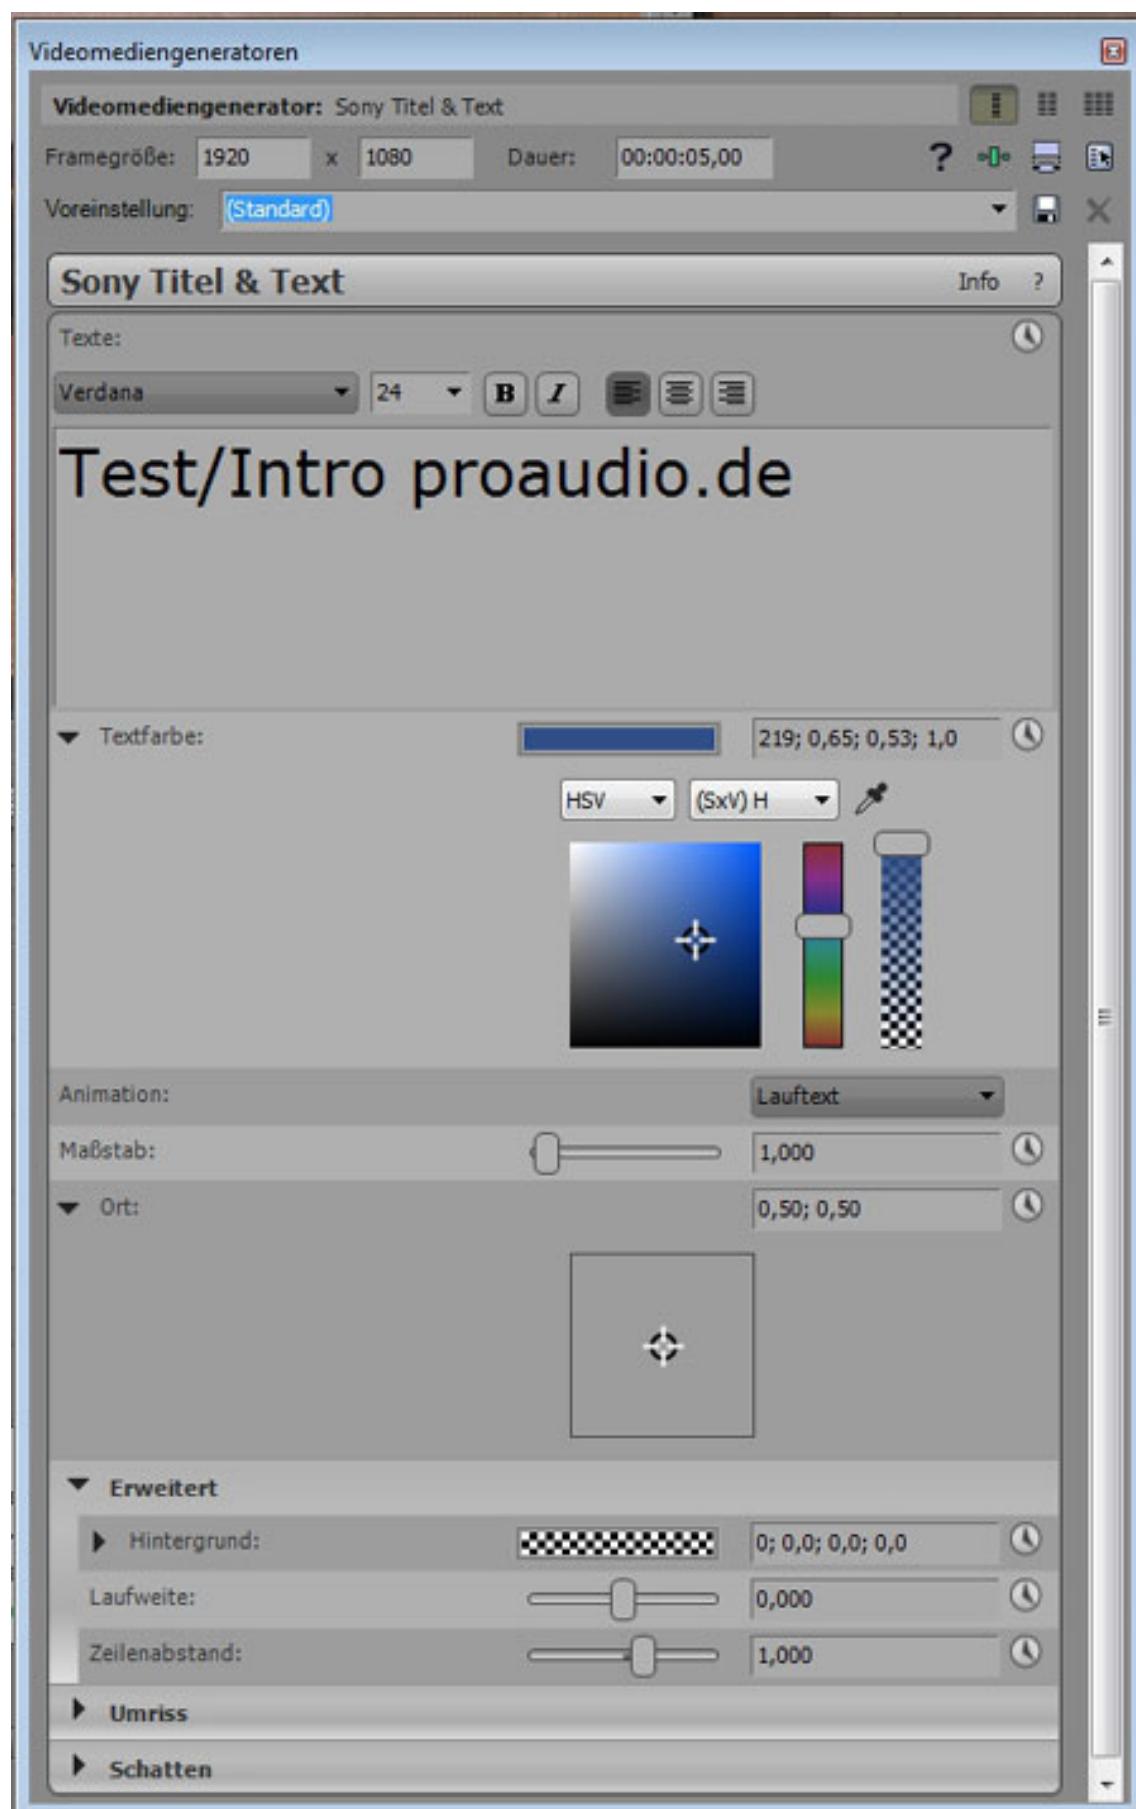 Videomediengeneratoren
Videomediengenerator: Sony Titel & Text
Framegröße: 1920 x 1080 Dauer: 00:00:05,00 ?
Voreinstellung: (Standard)
Sony Titel & Text Info ?
Texte:
Verdana 24 B I
Test/Intro proaudio.de
Textfarbe: 219; 0,65; 0,53; 1,0
HSV (SxV) H
Animation: Lauftext
Maßstab: 1,000
Ort: 0,50; 0,50
Erweitert
Hintergrund: 0; 0,0; 0,0; 0,0
Laufweite: 0,000
Zeilenabstand: 1,000
Umriss
Schatten